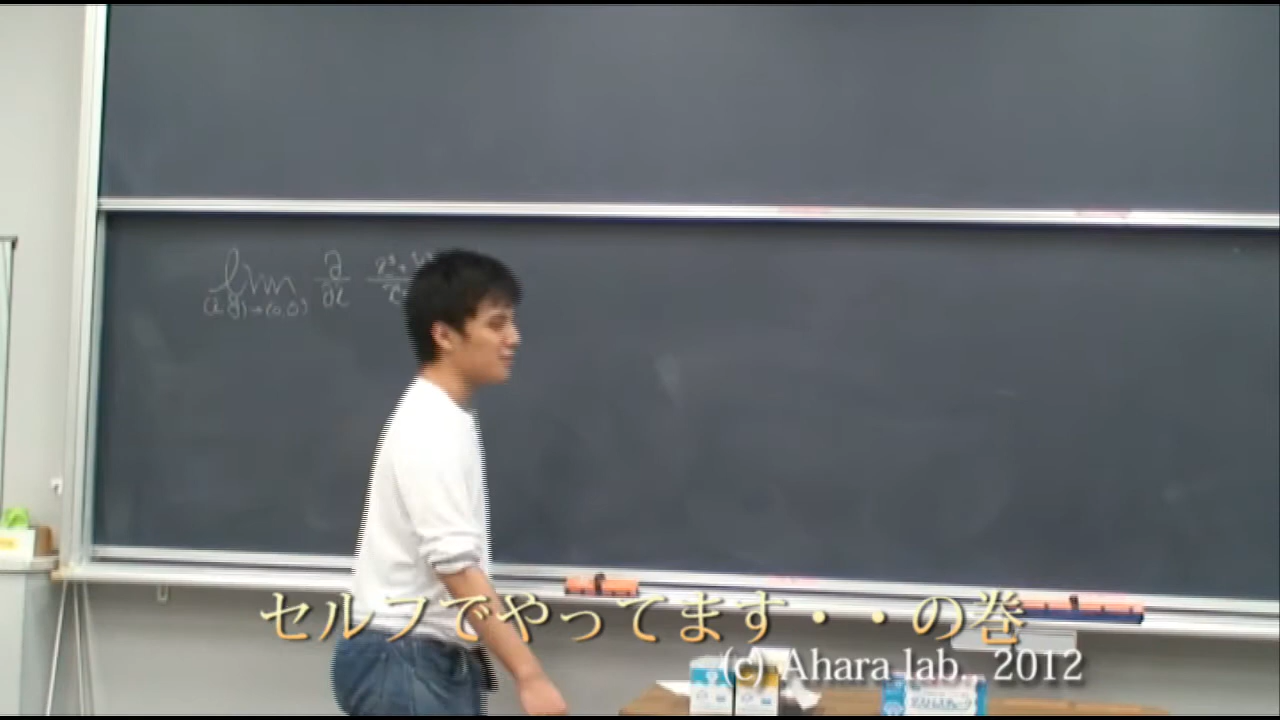 lim ∂
(x,y)→(0,0) ∂x
セルフでやってます・・の巻
(c) Ahara lab., 2012